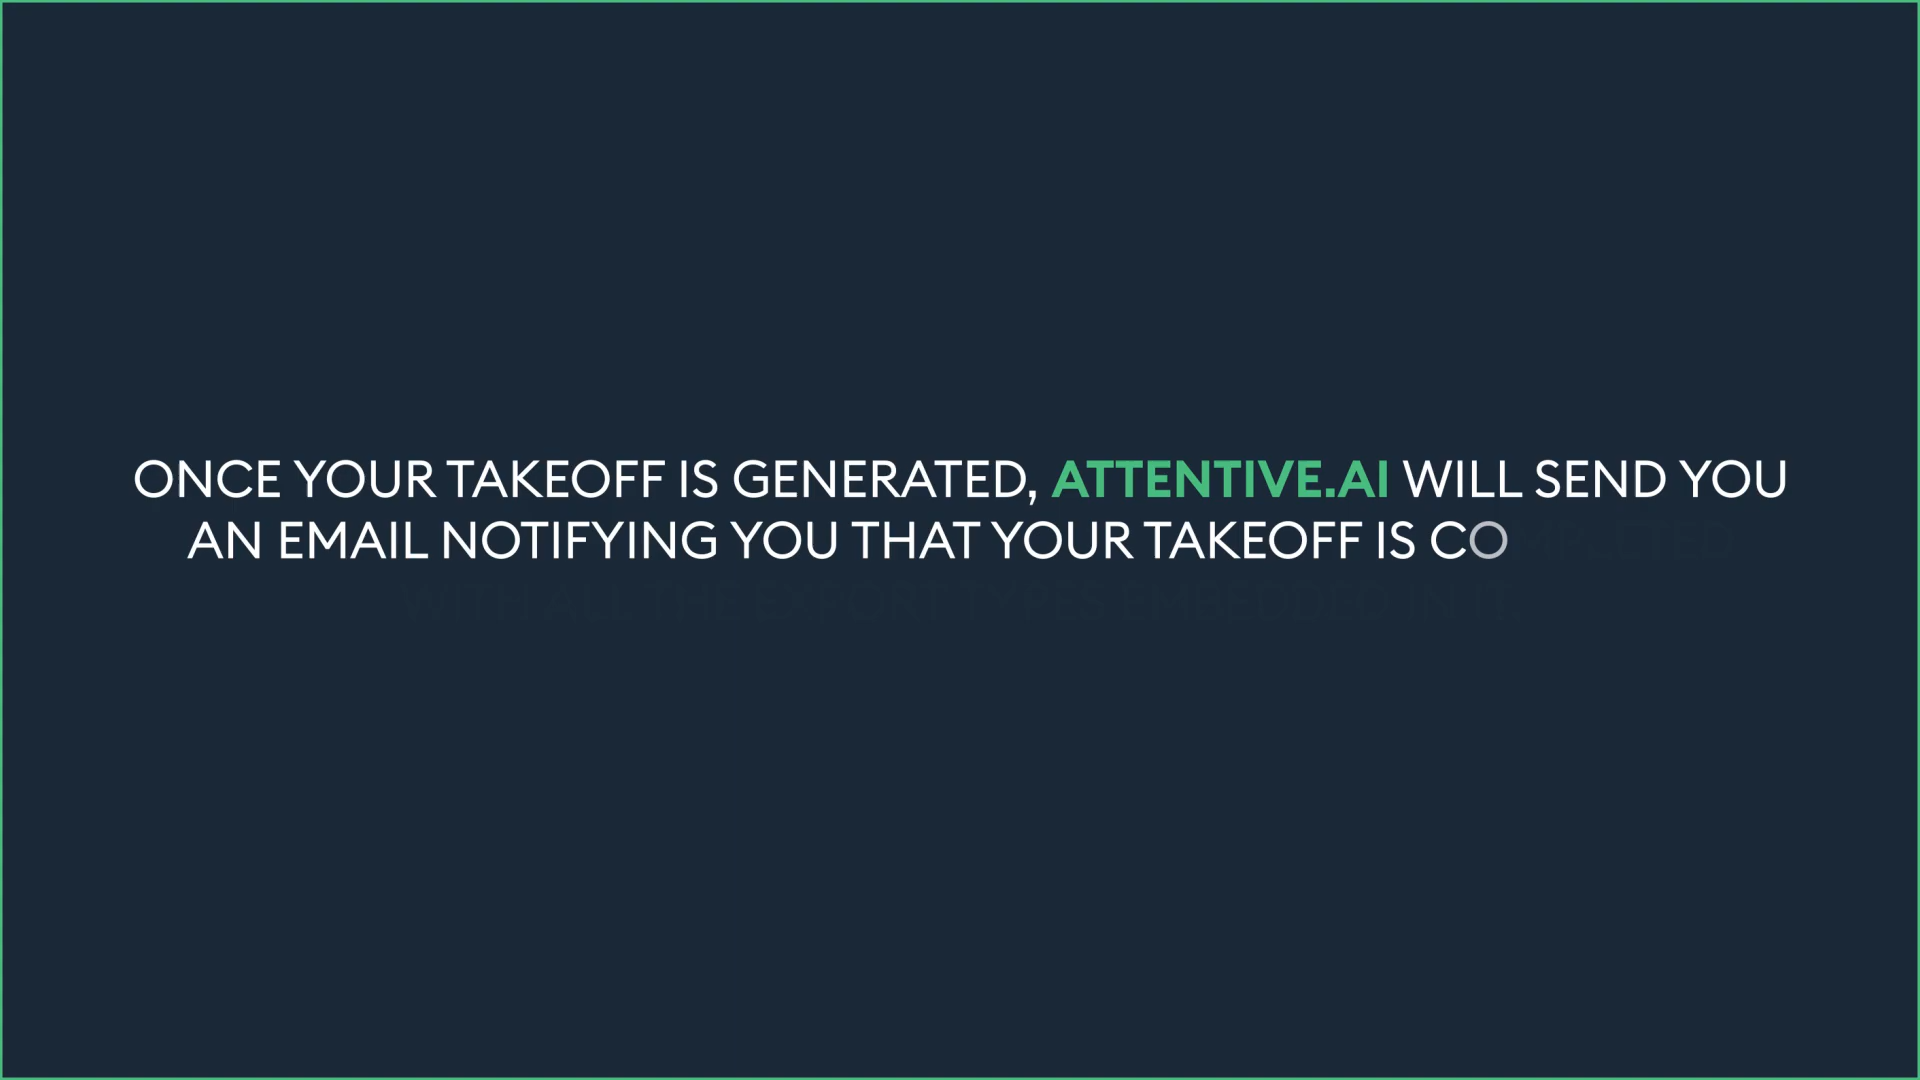 ONCE YOUR TAKEOFF IS GENERATED, ATTENTIVE.AI WILL SEND YOU
AN EMAIL NOTIFYING YOU THAT YOUR TAKEOFF IS CO